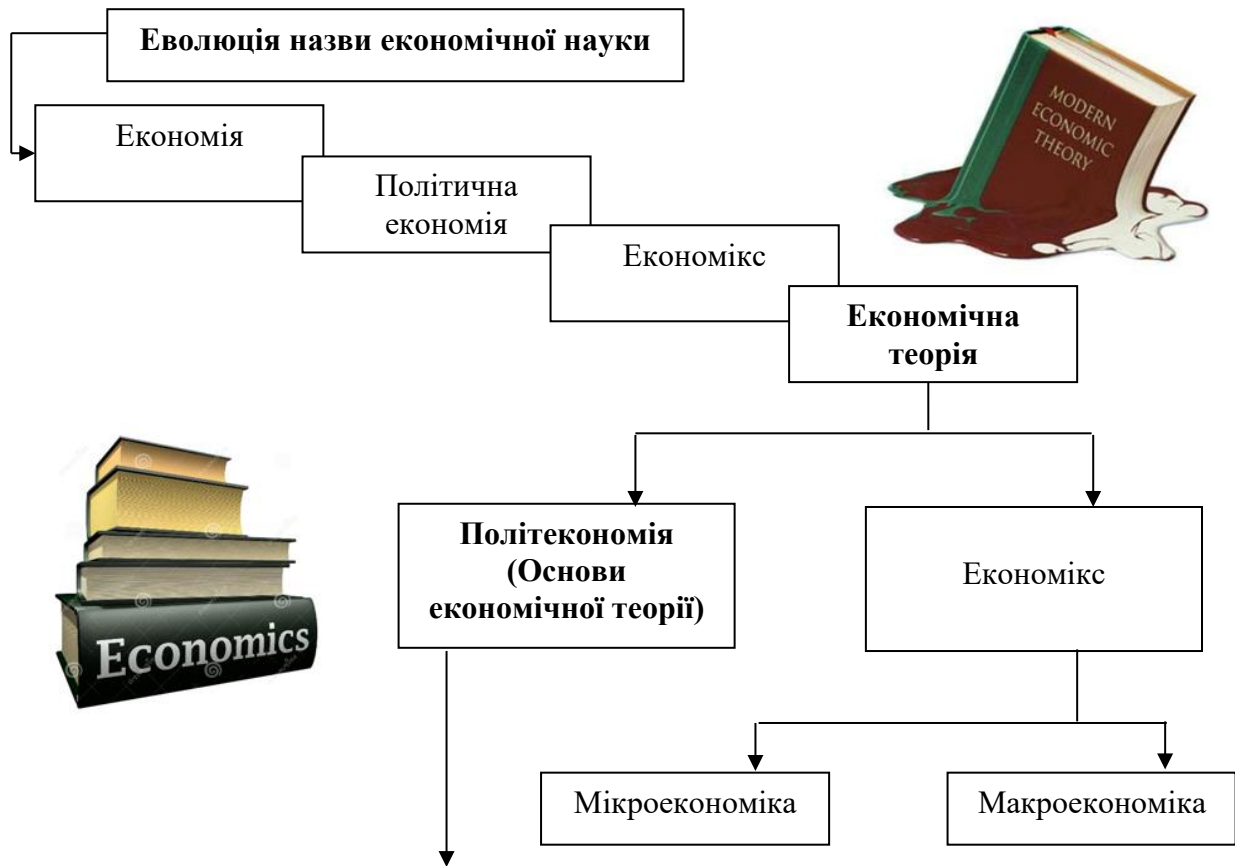 Еволюція назви економічної науки
Економія
Політична
економія
Економікс
Економічна
теорія
MODERN
ECONOMIC
THEORY
Політекономія
(Основи
економічної теорії)
Економікс
Economics
Мікроекономіка
Макроекономіка